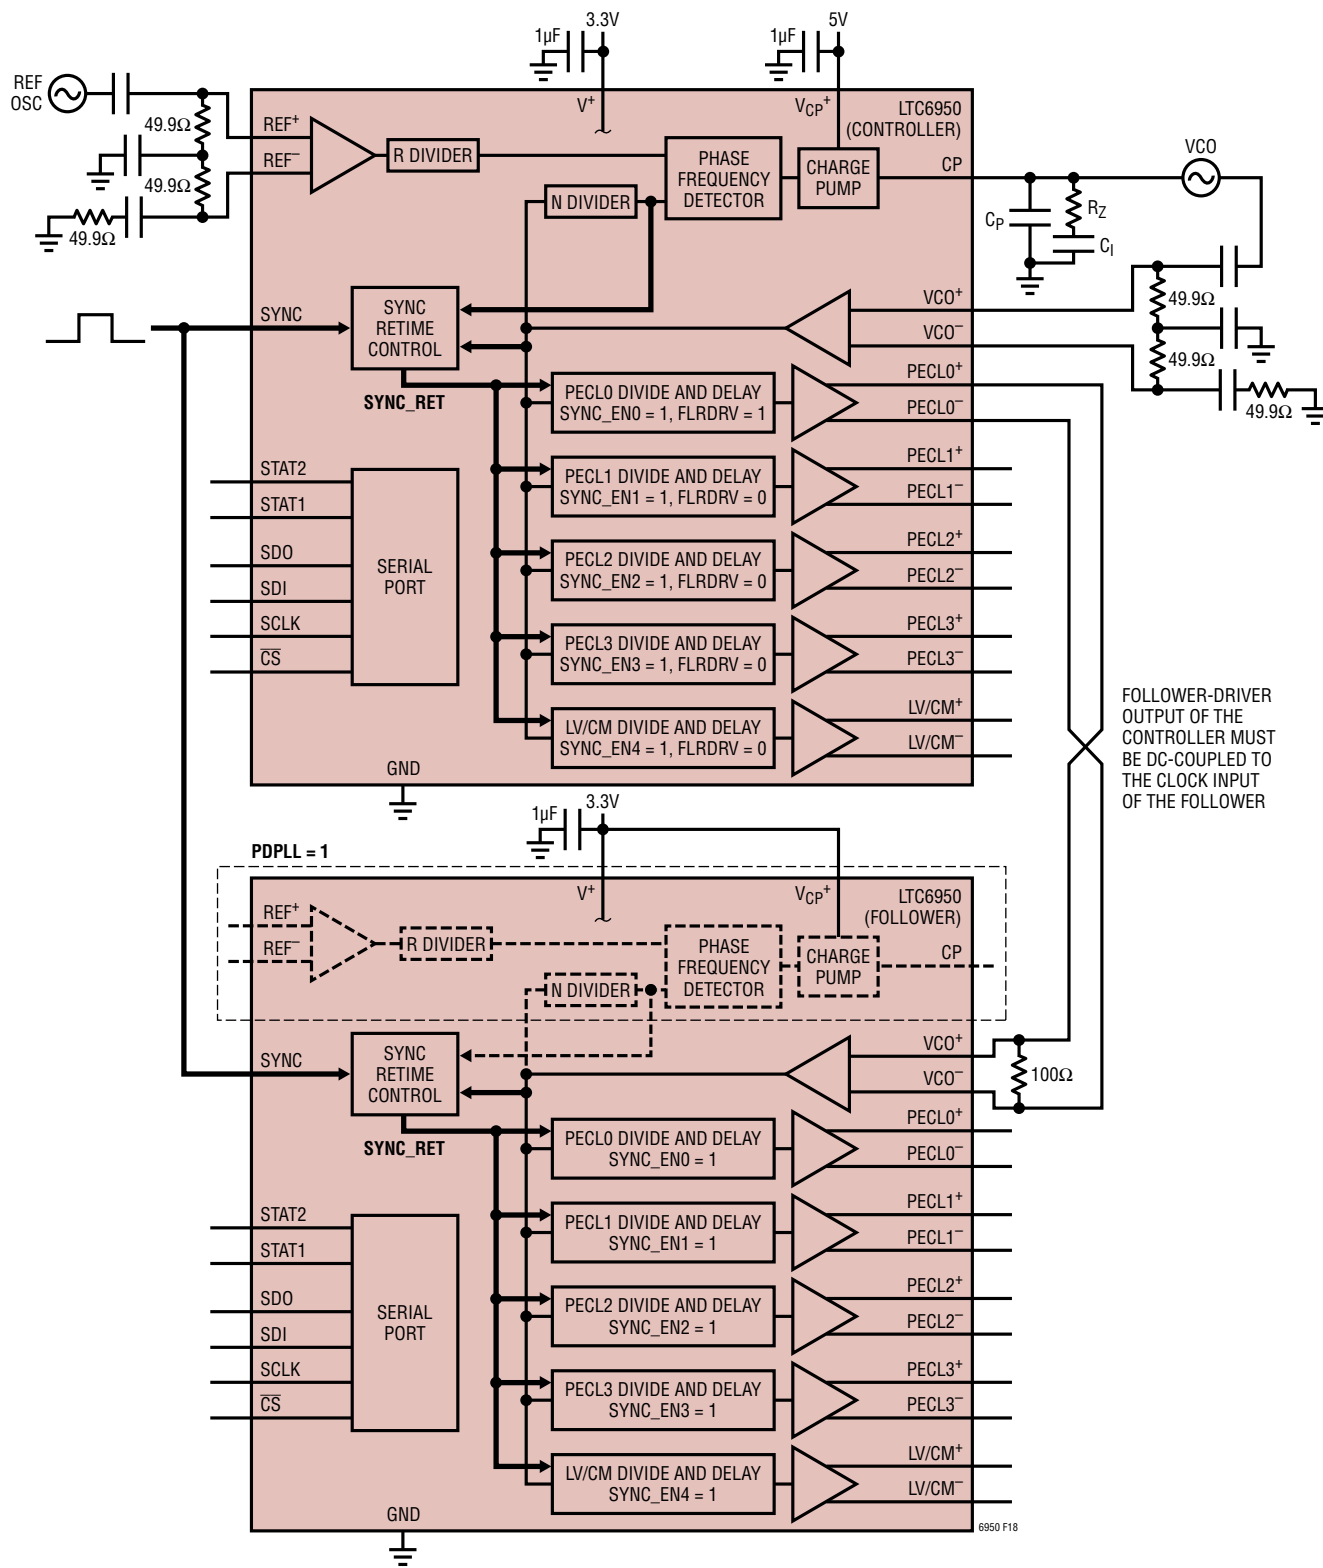 3.3V
1µF
5V
1µF
REF
OSC
49.9Ω
49.9Ω
49.9Ω
REF+
REF–
V+
VCP+
LTC6950
(CONTROLLER)
R DIVIDER
N DIVIDER
PHASE
FREQUENCY
DETECTOR
CHARGE
PUMP
CP
VCO
CP
RZ
CI
SYNC
SYNC
RETIME
CONTROL
SYNC_RET
VCO+
VCO–
49.9Ω
49.9Ω
49.9Ω
PECL0 DIVIDE AND DELAY
SYNC_EN0 = 1, FLRDRV = 1
PECL0+
PECL0–
PECL1 DIVIDE AND DELAY
SYNC_EN1 = 1, FLRDRV = 0
PECL1+
PECL1–
PECL2 DIVIDE AND DELAY
SYNC_EN2 = 1, FLRDRV = 0
PECL2+
PECL2–
PECL3 DIVIDE AND DELAY
SYNC_EN3 = 1, FLRDRV = 0
PECL3+
PECL3–
LV/CM DIVIDE AND DELAY
SYNC_EN4 = 1, FLRDRV = 0
LV/CM+
LV/CM–
STAT2
STAT1
SDO
SDI
SCLK
CS
SERIAL
PORT
GND
FOLLOWER-DRIVER
OUTPUT OF THE
CONTROLLER MUST
BE DC-COUPLED TO
THE CLOCK INPUT
OF THE FOLLOWER
3.3V
1µF
PDPLL = 1
REF+
REF–
V+
VCP+
LTC6950
(FOLLOWER)
R DIVIDER
N DIVIDER
PHASE
FREQUENCY
DETECTOR
CHARGE
PUMP
CP
SYNC
SYNC
RETIME
CONTROL
SYNC_RET
VCO+
VCO–
100Ω
PECL0 DIVIDE AND DELAY
SYNC_EN0 = 1
PECL0+
PECL0–
PECL1 DIVIDE AND DELAY
SYNC_EN1 = 1
PECL1+
PECL1–
PECL2 DIVIDE AND DELAY
SYNC_EN2 = 1
PECL2+
PECL2–
PECL3 DIVIDE AND DELAY
SYNC_EN3 = 1
PECL3+
PECL3–
LV/CM DIVIDE AND DELAY
SYNC_EN4 = 1
LV/CM+
LV/CM–
STAT2
STAT1
SDO
SDI
SCLK
CS
SERIAL
PORT
GND
6950 F18